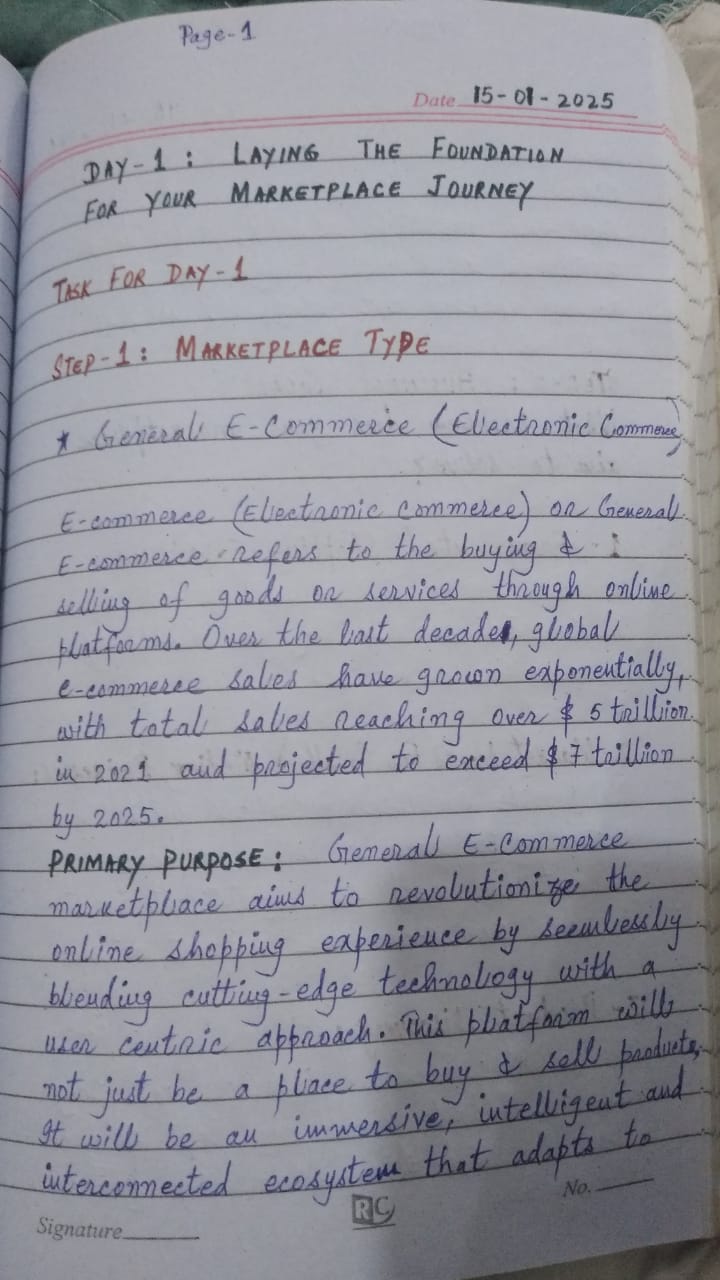 Page-1
Date 15-01-2025
DAY-1: LAYING THE FOUNDATION
FOR YOUR MARKETPLACE JOURNEY
TASK FOR DAY-1
STEP-1: MARKETPLACE TYPE
* General E-Commerce (Electronic Commerce)
E-commerce (Electronic Commerce) or General
E-commerce refers to the buying &
selling of goods or services through online
platforms. Over the last decades, global
e-commerce sales have grown exponentially,
with total sales reaching over $ 5 trillion
in 2021 and projected to exceed $ 7 trillion
by 2025.
PRIMARY PURPOSE: General E-Commerce
marketplace aims to revolutionize the
online shopping experience by seemlessly
blending cutting-edge technology with a
user centric approach. This platform will
not just be a place to buy & sell products,
It will be an immersive, intelligent and
interconnected ecosystem that adapts to
No.
RC
Signature